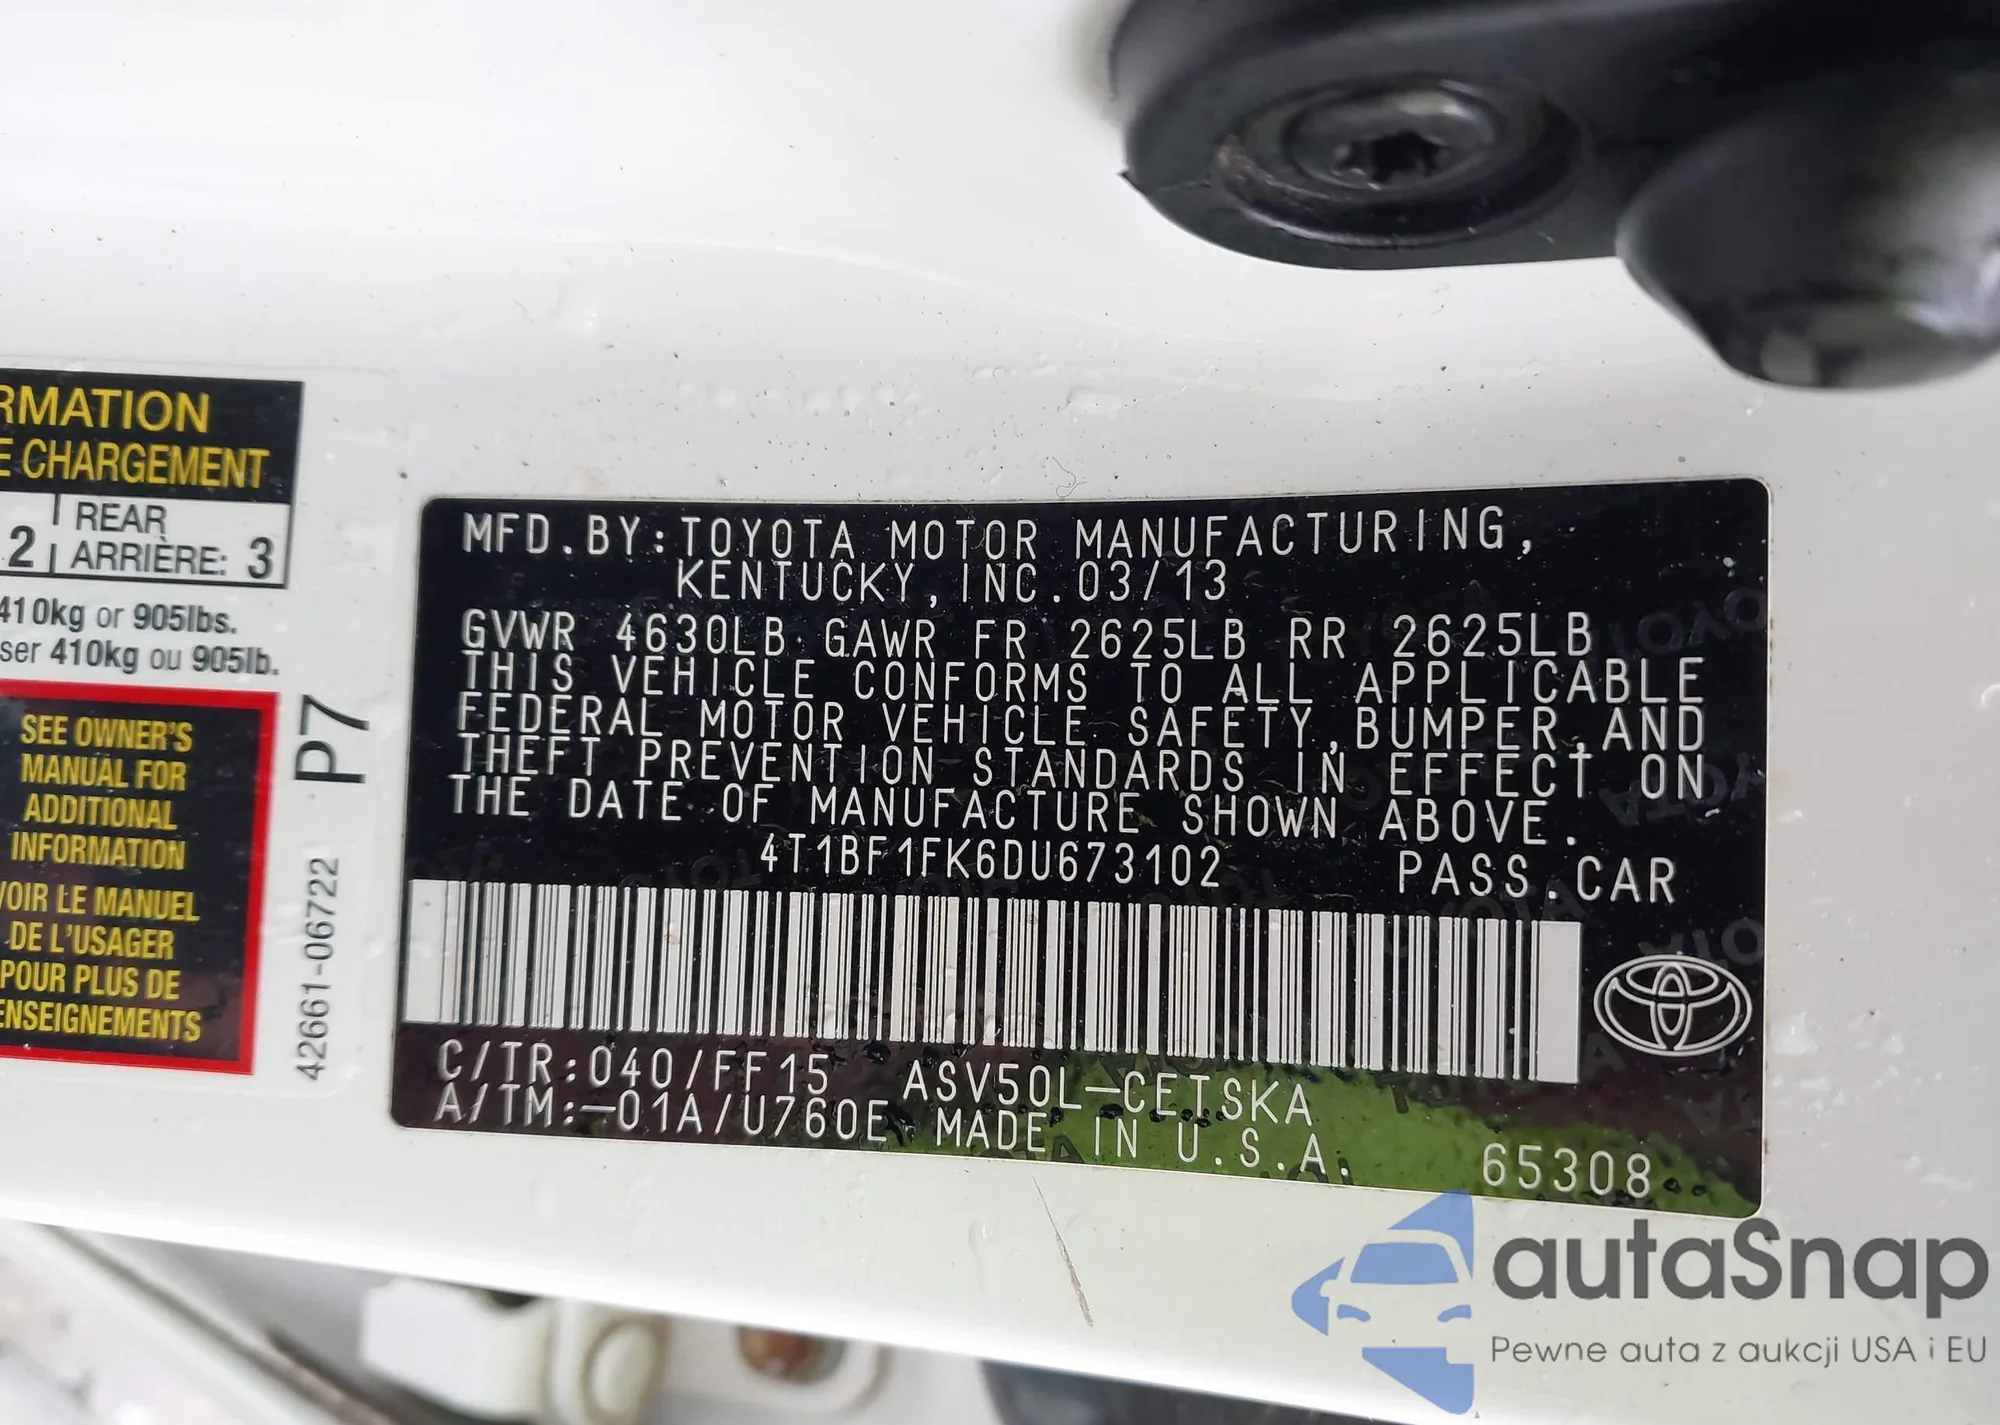 RMATION
E CHARGEMENT
2 REAR
ARRIÈRE: 3
410kg or 905lbs.
ser 410kg ou 905lb.
SEE OWNER'S
MANUAL FOR
ADDITIONAL
INFORMATION
VOIR LE MANUEL
DE L'USAGER
POUR PLUS DE
ENSEIGNEMENTS
P7
42661-06722
MFD.BY:TOYOTA MOTOR MANUFACTURING,
KENTUCKY,INC.03/13
GVWR 4630LB GAWR FR 2625LB RR 2625LB
THIS VEHICLE CONFORMS TO ALL APPLICABLE
FEDERAL MOTOR VEHICLE SAFETY,BUMPER,AND
THEFT PREVENTION STANDARDS IN EFFECT ON
THE DATE OF MANUFACTURE SHOWN ABOVE.
4T1BF1FK6DU673102 PASS.CAR
C/TR:040/FF15 ASV50L-CETSKA
A/TM:-01A/U760E MADE IN U.S.A.
65308
autaSnap
Pewne auta z aukcji USA i EU